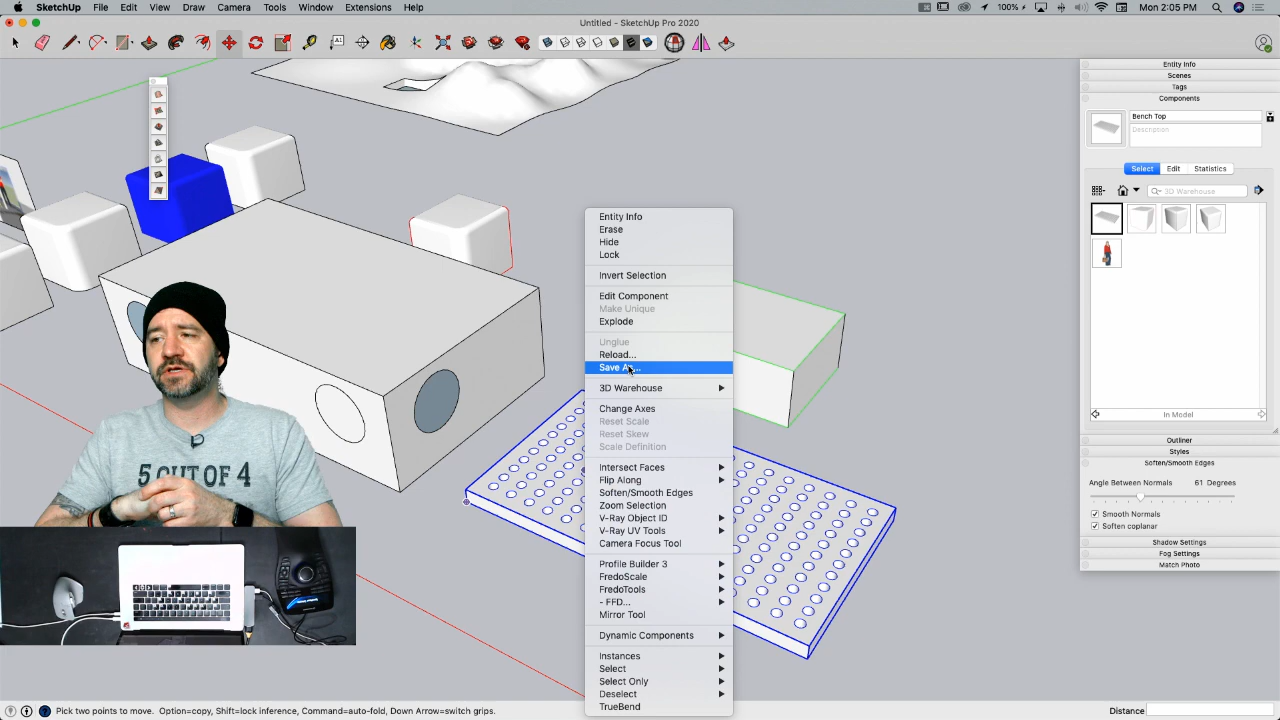 SketchUp File Edit View Draw Camera Tools Window Extensions Help 100% Mon 2:05 PM
Untitled - SketchUp Pro 2020
Entity Info
Scenes
Tags
Components
Bench Top
Description
Select Edit Statistics
3D Warehouse
In Model
Outliner
Styles
Soften/Smooth Edges
Angle Between Normals 61 Degrees
Smooth Normals
Soften coplanar
Shadow Settings
Fog Settings
Match Photo
Entity Info
Erase
Hide
Lock
Invert Selection
Edit Component
Make Unique
Explode
Unglue
Reload...
Save As...
3D Warehouse
Change Axes
Reset Scale
Reset Skew
Scale Definition
Intersect Faces
Flip Along
Soften/Smooth Edges
Zoom Selection
V-Ray Object ID
V-Ray UV Tools
Camera Focus Tool
Profile Builder 3
FredoScale
FredoTools
- FFD...
Mirror Tool
Dynamic Components
Instances
Select
Select Only
Deselect
TrueBend
5 OUT OF 4
Pick two points to move. Option=copy, Shift=lock inference, Command=auto-fold, Down Arrow=switch grips.
Distance